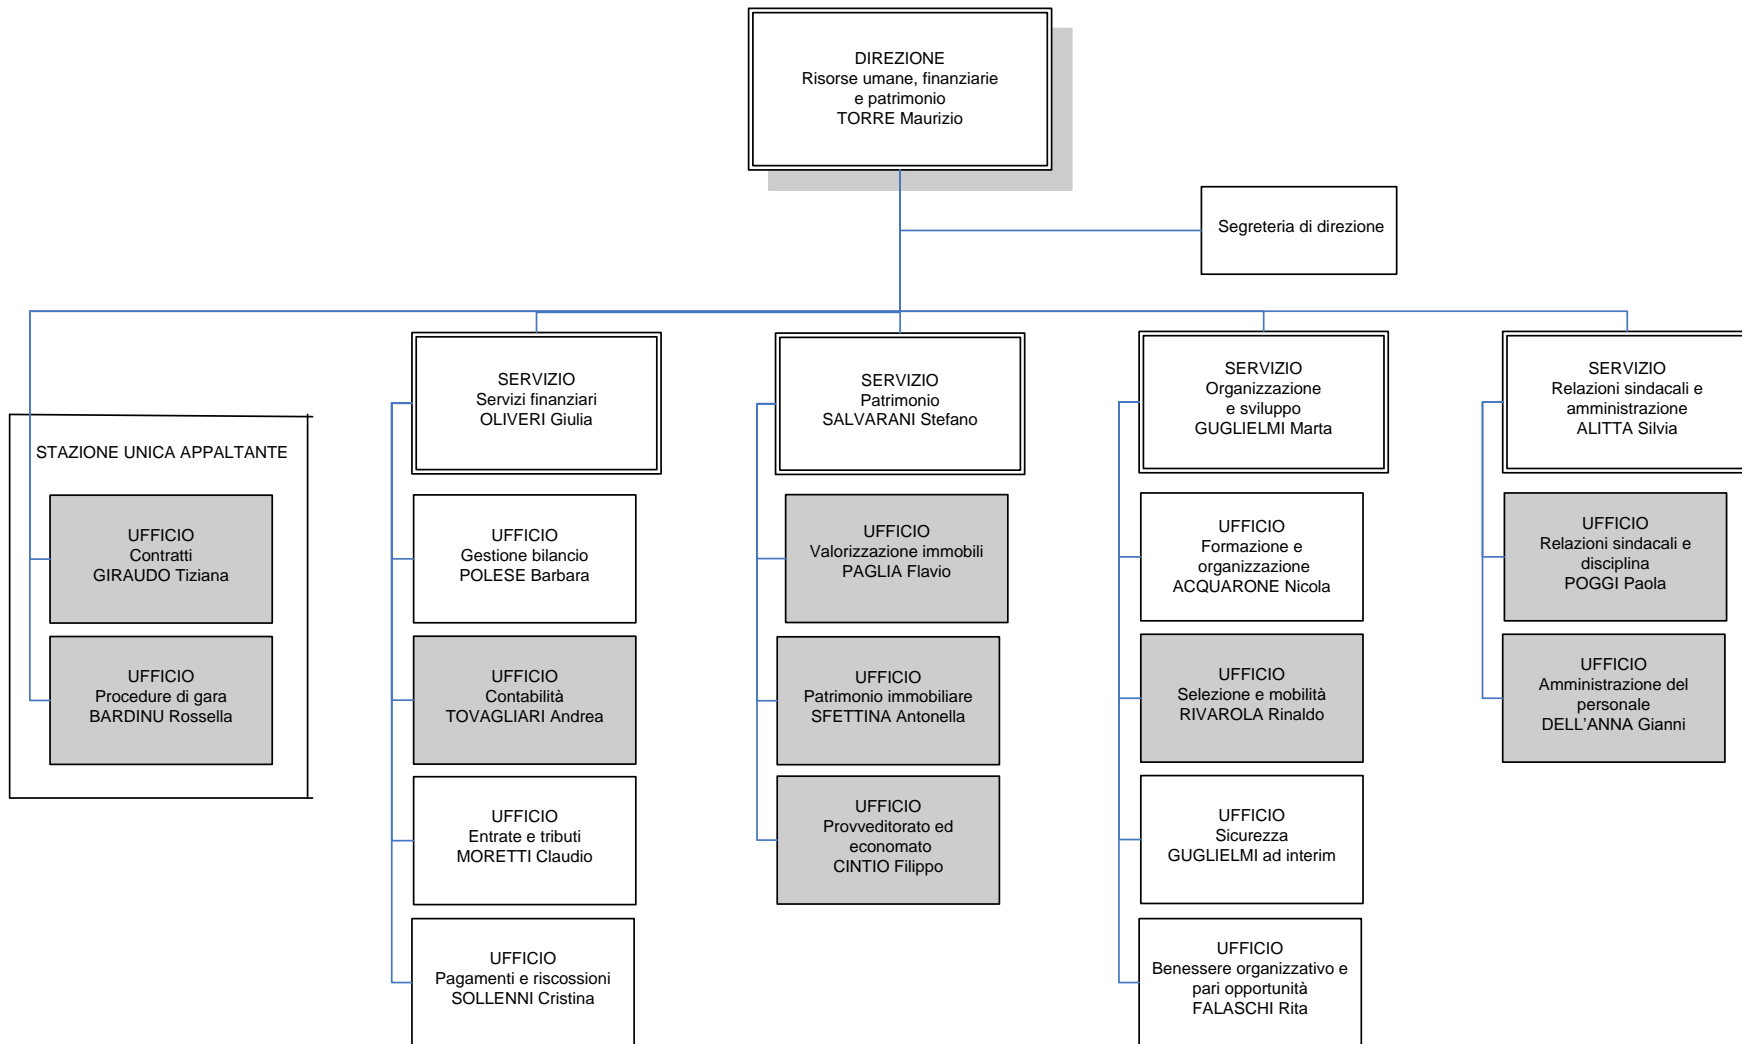 DIREZIONE
Risorse umane, finanziarie
e patrimonio
TORRE Maurizio
Segreteria di direzione
STAZIONE UNICA APPALTANTE
UFFICIO
Contratti
GIRAUDO Tiziana
UFFICIO
Procedure di gara
BARDINU Rossella
SERVIZIO
Servizi finanziari
OLIVERI Giulia
UFFICIO
Gestione bilancio
POLESE Barbara
UFFICIO
Contabilità
TOVAGLIARI Andrea
UFFICIO
Entrate e tributi
MORETTI Claudio
UFFICIO
Pagamenti e riscossioni
SOLLENNI Cristina
SERVIZIO
Patrimonio
SALVARANI Stefano
UFFICIO
Valorizzazione immobili
PAGLIA Flavio
UFFICIO
Patrimonio immobiliare
SFETTINA Antonella
UFFICIO
Provveditorato ed
economato
CINTIO Filippo
SERVIZIO
Organizzazione
e sviluppo
GUGLIELMI Marta
UFFICIO
Formazione e
organizzazione
ACQUARONE Nicola
UFFICIO
Selezione e mobilità
RIVAROLA Rinaldo
UFFICIO
Sicurezza
GUGLIELMI ad interim
UFFICIO
Benessere organizzativo e
pari opportunità
FALASCHI Rita
SERVIZIO
Relazioni sindacali e
amministrazione
ALITTA Silvia
UFFICIO
Relazioni sindacali e
disciplina
POGGI Paola
UFFICIO
Amministrazione del
personale
DELL'ANNA Gianni